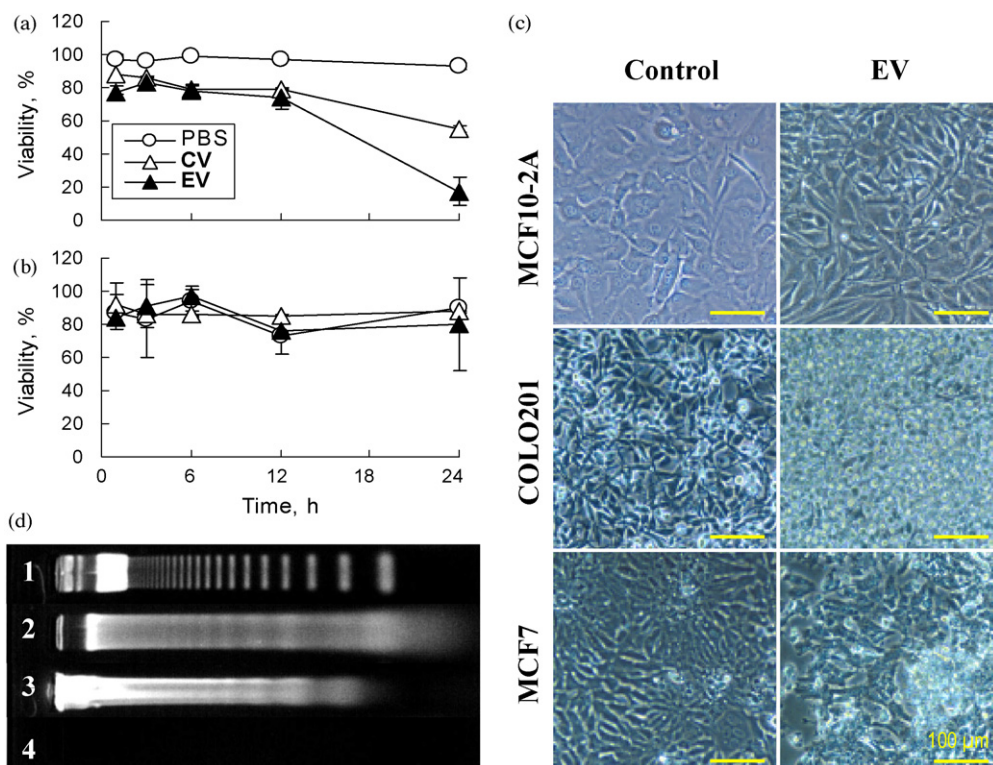 (a)
120
100
80
60
40
20
0
Viability, %
PBS
CV
EV
(b)
120
100
80
60
40
20
0
Viability, %
0 6 12 18 24
Time, h
(c)
Control EV
MCF10-2A
COLO201
MCF7
100 μm
(d)
1
2
3
4